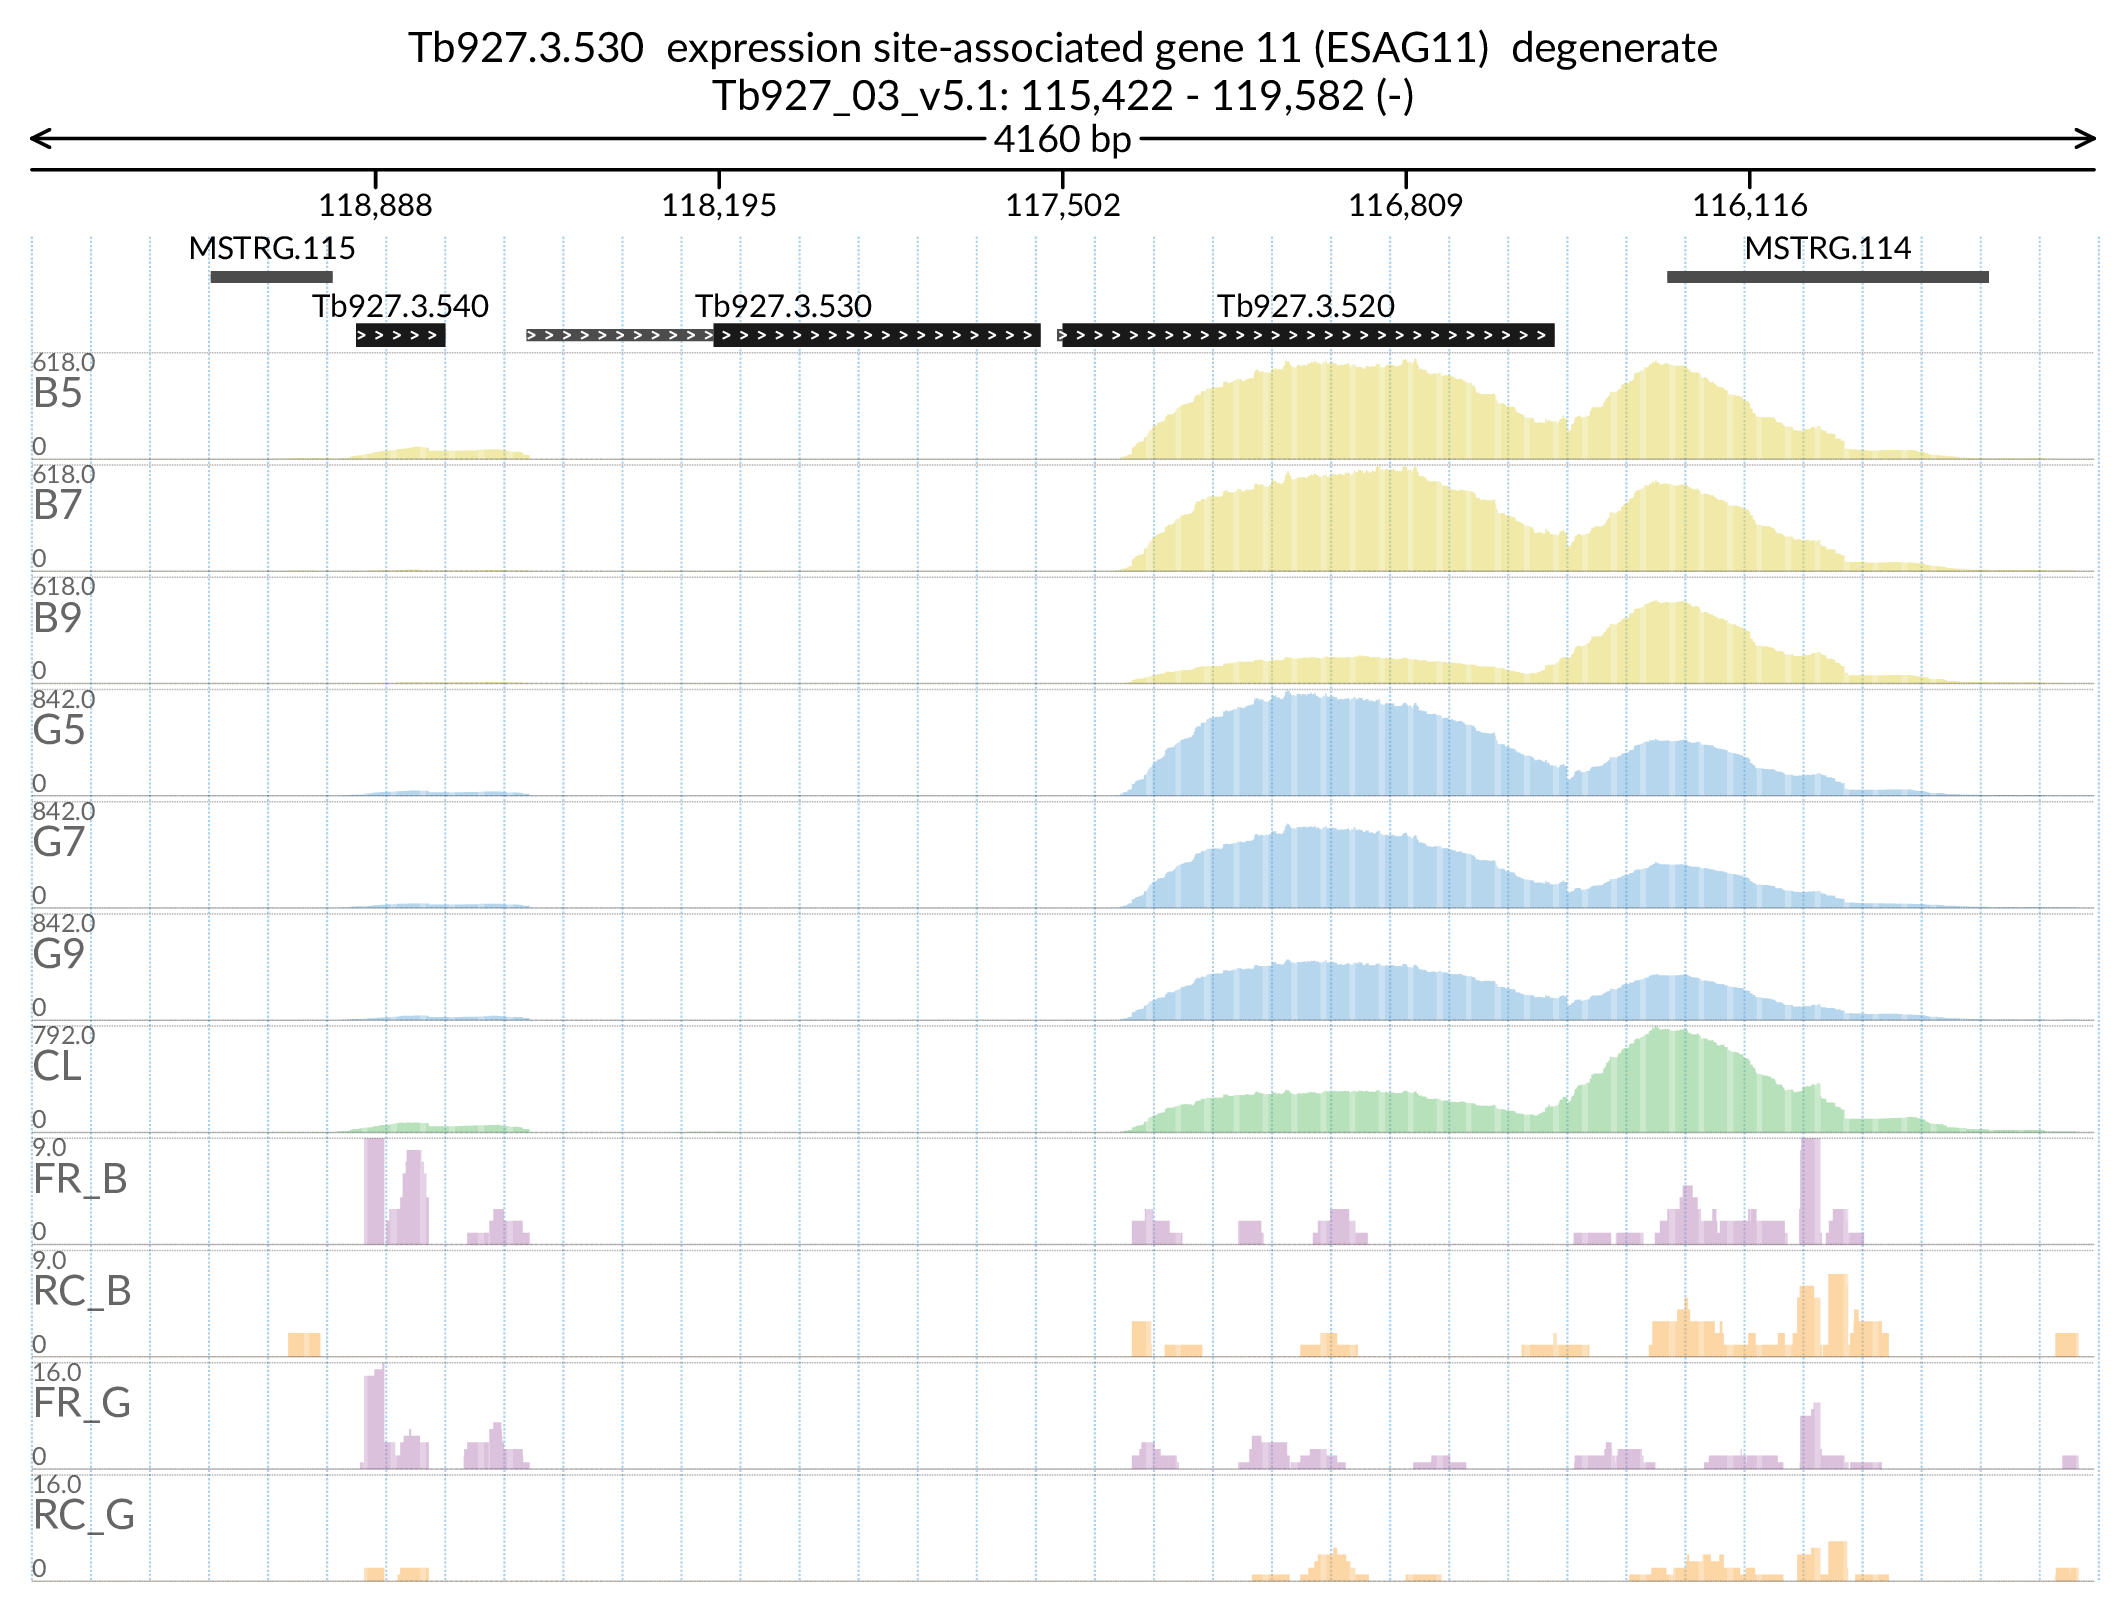 Tb927.3.530 expression site-associated gene 11 (ESAG11) degenerate
Tb927_03_v5.1: 115,422 - 119,582 (-)
4160 bp
118,888 118,195 117,502 116,809 116,116
MSTRG.115 MSTRG.114
Tb927.3.540 Tb927.3.530 Tb927.3.520
618.0
B5
0
618.0
B7
0
618.0
B9
0
842.0
G5
0
842.0
G7
0
842.0
G9
0
792.0
CL
0
9.0
FR_B
0
9.0
RC_B
0
16.0
FR_G
0
16.0
RC_G
0